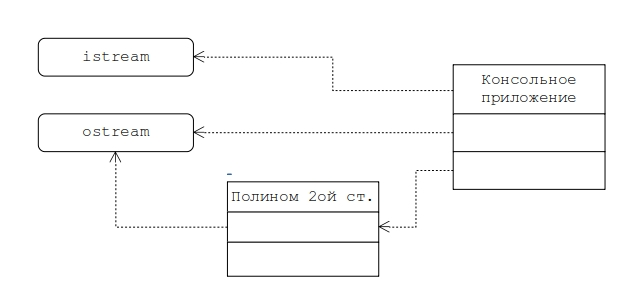 istream
Консольное
приложение
ostream
Полином 2ой ст.